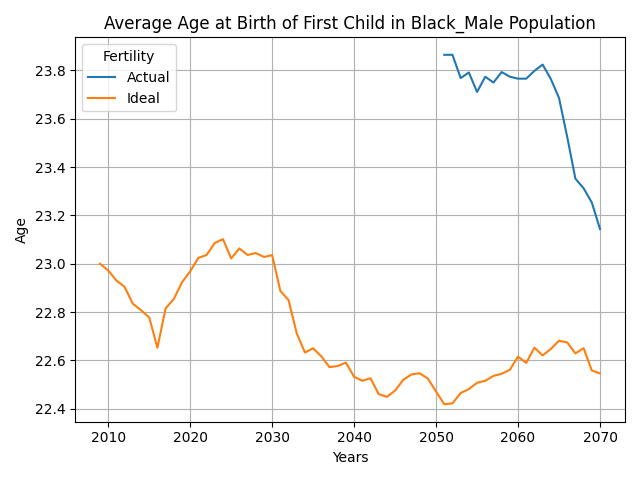 Average Age at Birth of First Child in Black_Male Population
Fertility
Actual
Ideal
Age
23.8
23.6
23.4
23.2
23.0
22.8
22.6
22.4
2010 2020 2030 2040 2050 2060 2070
Years